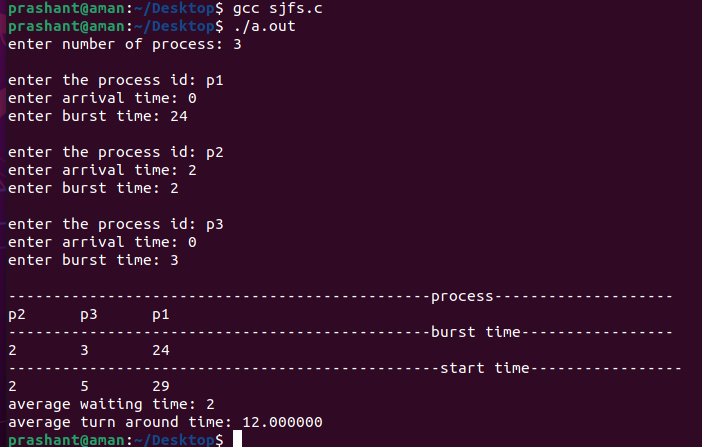 prashant@aman:~/Desktop$ gcc sjfs.c
prashant@aman:~/Desktop$ ./a.out
enter number of process: 3
enter the process id: p1
enter arrival time: 0
enter burst time: 24
enter the process id: p2
enter arrival time: 2
enter burst time: 2
enter the process id: p3
enter arrival time: 0
enter burst time: 3
-----------------------------------------------process--------------------
p2 p3 p1
-----------------------------------------------burst time-----------------
2 3 24
------------------------------------------------start time-----------------
2 5 29
average waiting time: 2
average turn around time: 12.000000
prashant@aman:~/Desktop$